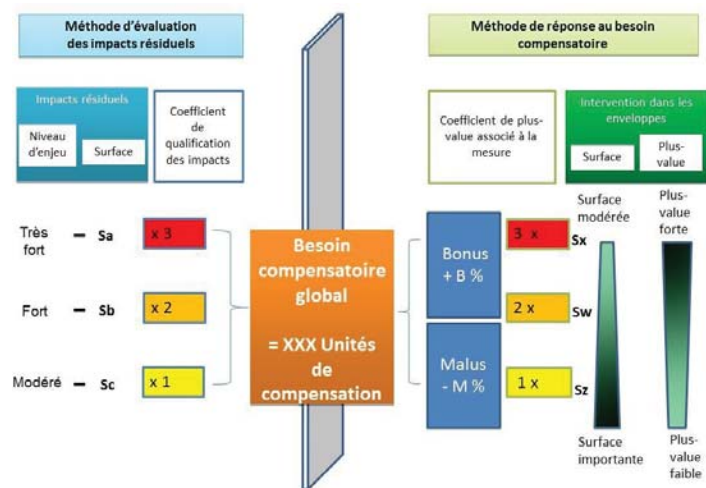 Méthode d'évaluation
des impacts résiduels
Méthode de réponse au besoin
compensatoire
Impacts résiduels
Niveau
d'enjeu
Surface
Coefficient
de
qualification
des impacts
Coefficient de plus-
value associé à la
mesure
Intervention dans les
enveloppes
Surface
Plus-
value
Très
fort
– Sa
x 3
Fort
– Sb
x 2
Modéré
– Sc
x 1
Besoin
compensatoire
global
= XXX Unités
de
compensation
Bonus
+ B %
Malus
- M %
3 x
Sx
2 x
Sw
1 x
Sz
Surface
modérée
Plus-
value
forte
Surface
importante
Plus-
value
faible